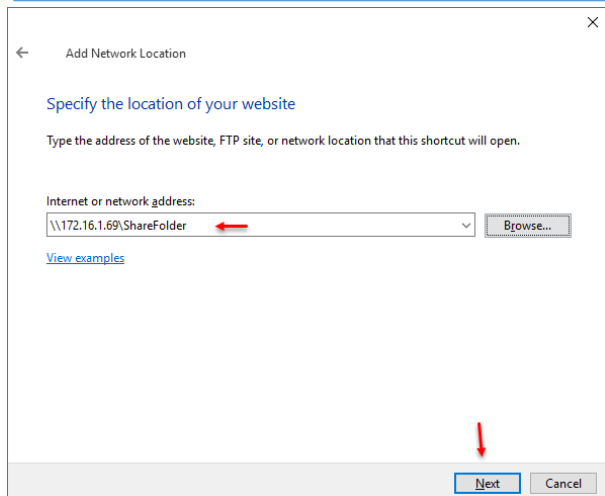 Add Network Location
Specify the location of your website
Type the address of the website, FTP site, or network location that this shortcut will open.
Internet or network address:
\\172.16.1.69\ShareFolder
Browse...
View examples
Next
Cancel